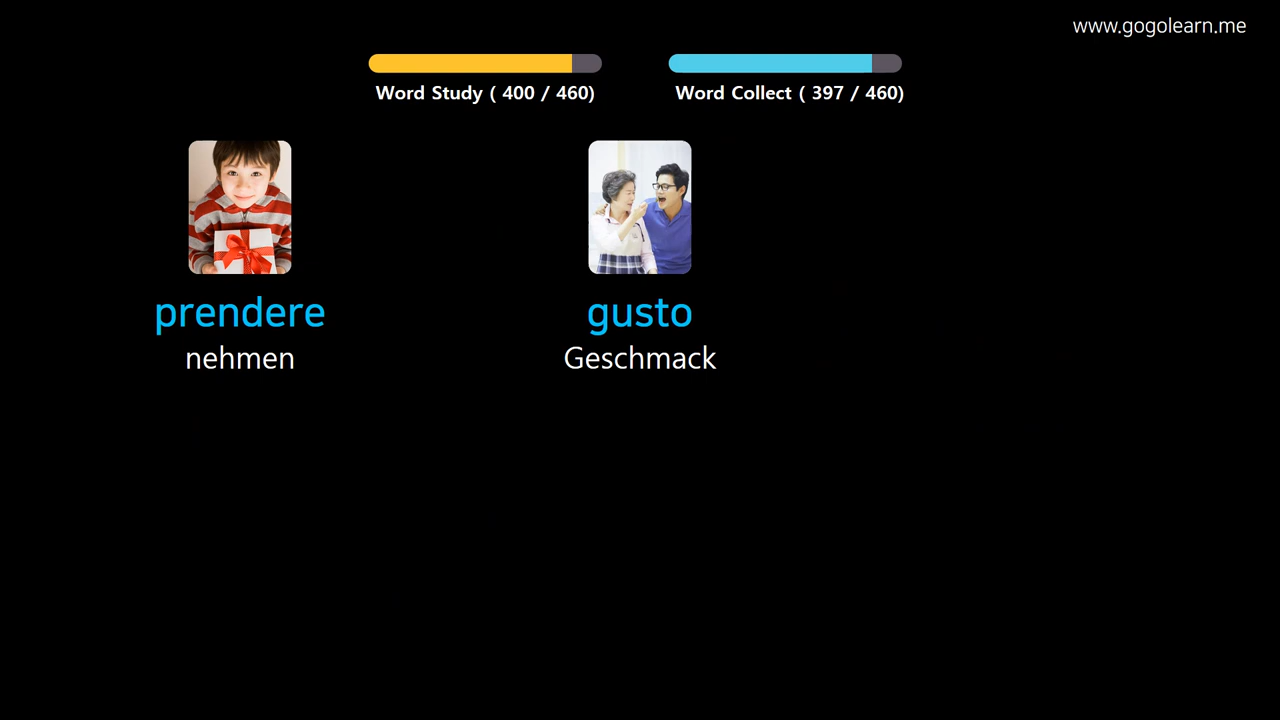 www.gogolearn.me
Word Study ( 400 / 460)
Word Collect ( 397 / 460)
prendere
nehmen
gusto
Geschmack